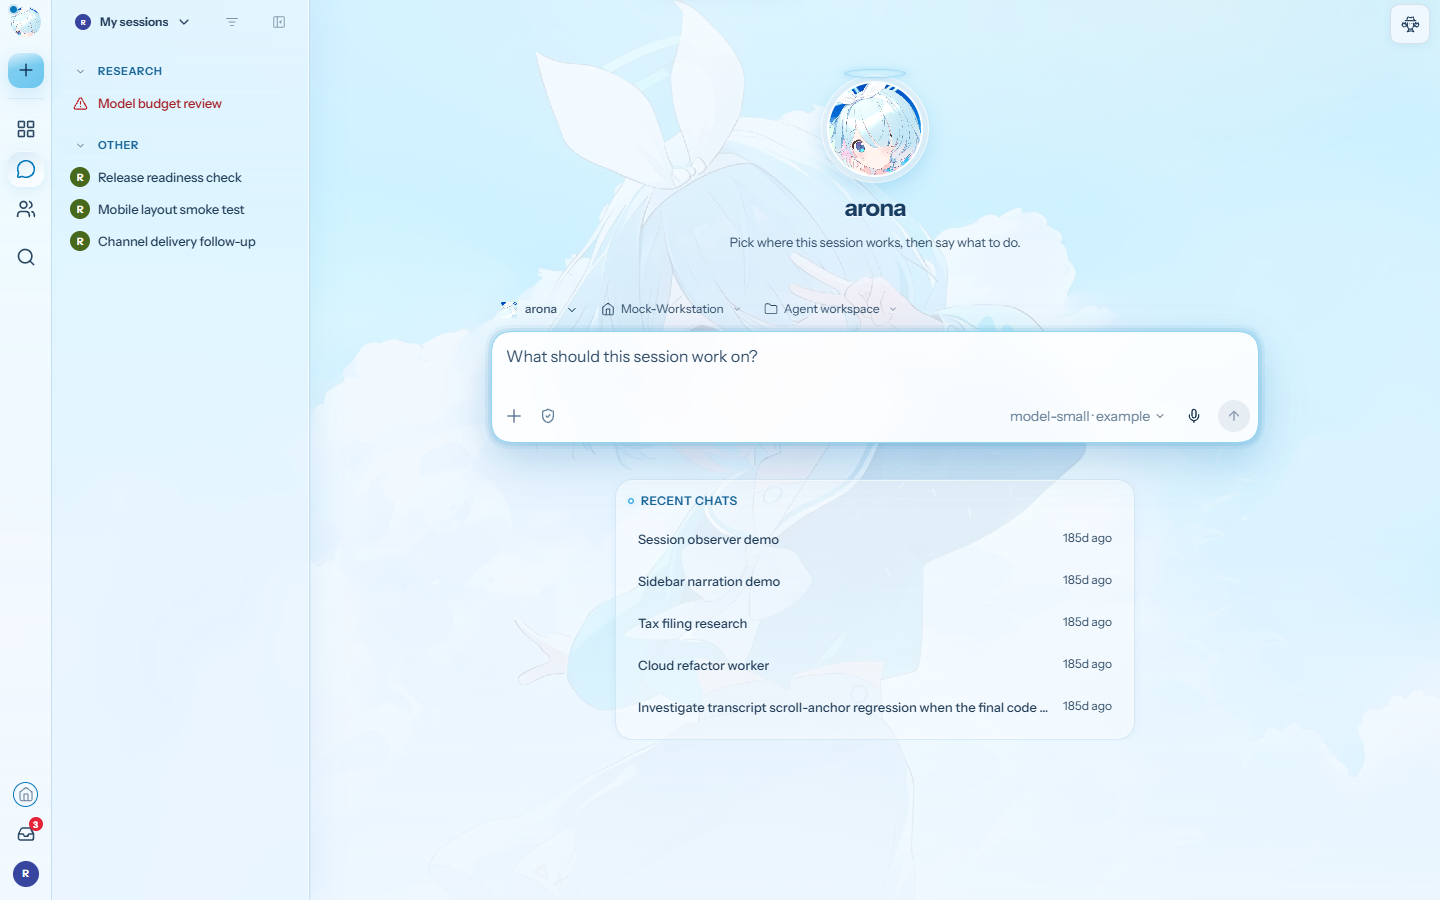 R My sessions
RESEARCH
Model budget review
OTHER
R Release readiness check
R Mobile layout smoke test
R Channel delivery follow-up
3
R
arona
Pick where this session works, then say what to do.
arona Mock-Workstation Agent workspace
What should this session work on?
model-small · example
RECENT CHATS
Session observer demo 185d ago
Sidebar narration demo 185d ago
Tax filing research 185d ago
Cloud refactor worker 185d ago
Investigate transcript scroll-anchor regression when the final code ... 185d ago